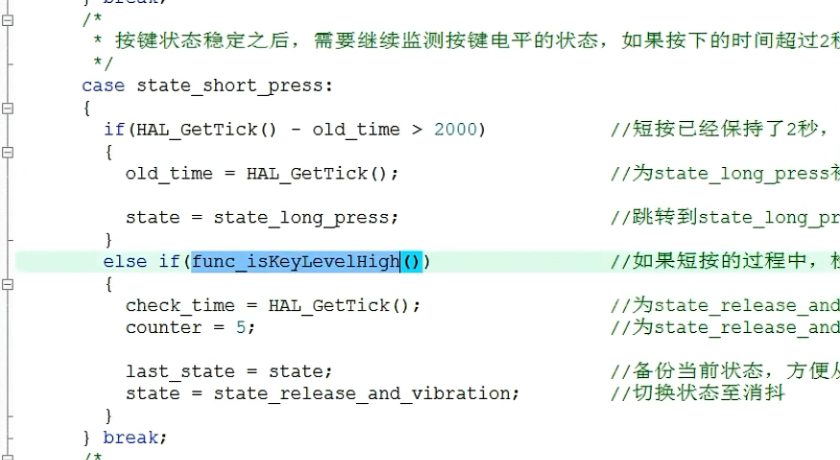 } break;
/*
* 按键状态稳定之后，需要继续监测按键电平的状态，如果按下的时间超过2秒
*/
case state_short_press:
{
if(HAL_GetTick() - old_time > 2000) //短按已经保持了2秒，
{
old_time = HAL_GetTick(); //为state_long_press
state = state_long_press; //跳转到state_long_pr
}
else if(func_isKeyLevelHigh()) //如果短按的过程中，检
{
check_time = HAL_GetTick(); //为state_release_and
counter = 5; //为state_release_and
last_state = state; //备份当前状态，方便从
state = state_release_and_vibration; //切换状态至消抖
}
} break;
/*